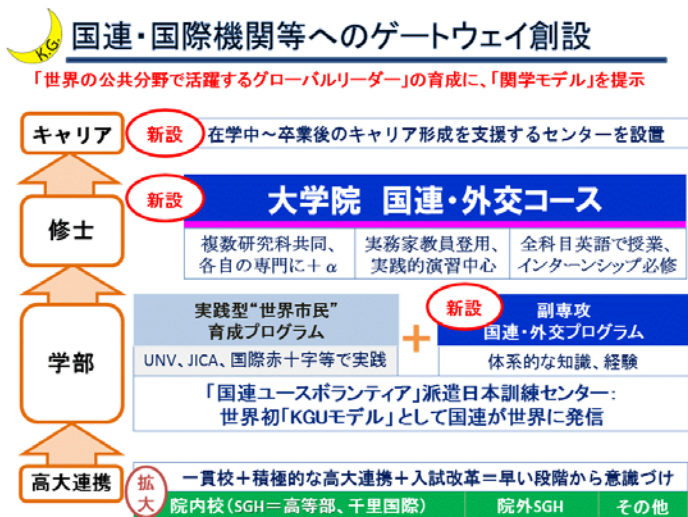 K.G.
国連・国際機関等へのゲートウェイ創設
「世界の公共分野で活躍するグローバルリーダー」の育成に、「関学モデル」を提示
キャリア
新設
在学中～卒業後のキャリア形成を支援するセンターを設置
修士
新設
大学院 国連・外交コース
複数研究科共同、
各自の専門に＋α
実務家教員登用、
実践的演習中心
全科目英語で授業、
インターンシップ必修
学部
実践型“世界市民”
育成プログラム
UNV、JICA、国際赤十字等で実践
＋
新設
副専攻
国連・外交プログラム
体系的な知識、経験
「国連ユースボランティア」派遣日本訓練センター：
世界初「KGUモデル」として国連が世界に発信
高大連携
拡大
一貫校＋積極的な高大連携＋入試改革＝早い段階から意識づけ
院内校（SGH＝高等部、千里国際）
院外SGH
その他